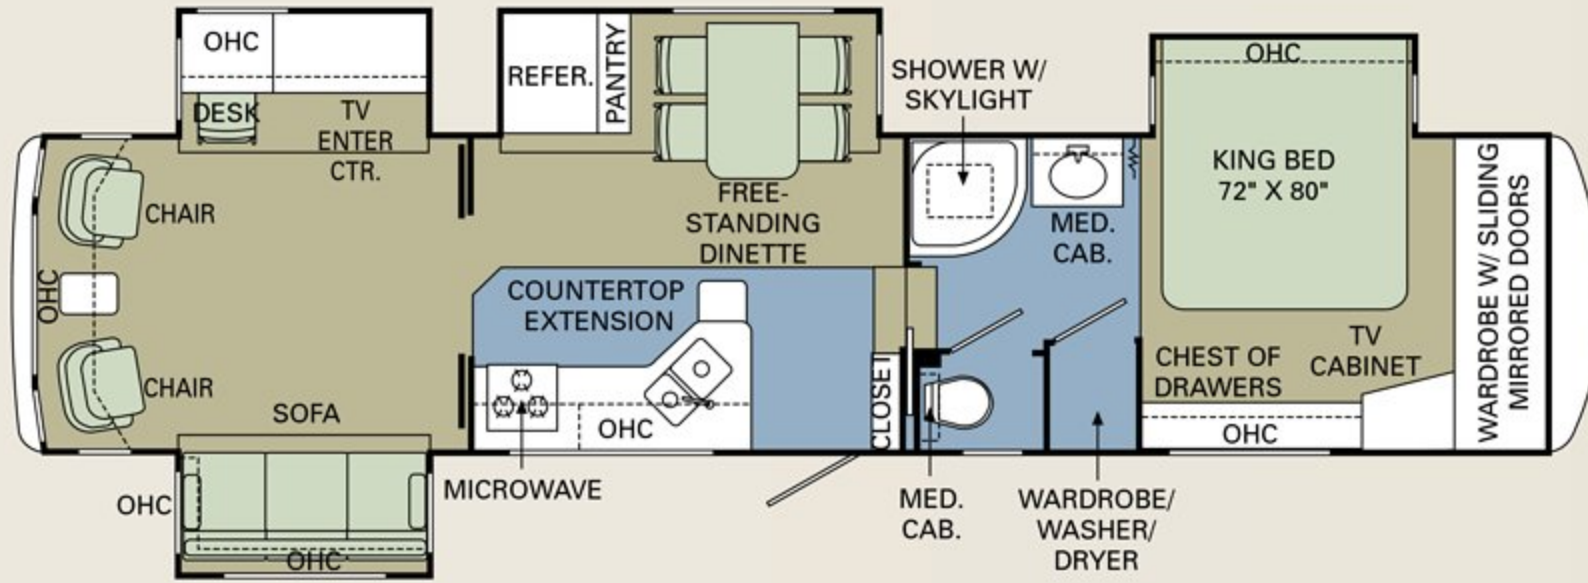 OHC
DESK
TV
ENTER
CTR.
CHAIR
OHC
CHAIR
SOFA
OHC
OHC
REFER.
PANTRY
FREE-
STANDING
DINETTE
COUNTERTOP
EXTENSION
OHC
MICROWAVE
CLOSET
SHOWER W/
SKYLIGHT
MED.
CAB.
MED.
CAB.
WARDROBE/
WASHER/
DRYER
OHC
KING BED
72" X 80"
CHEST OF
DRAWERS
TV
CABINET
OHC
WARDROBE W/ SLIDING
MIRRORED DOORS